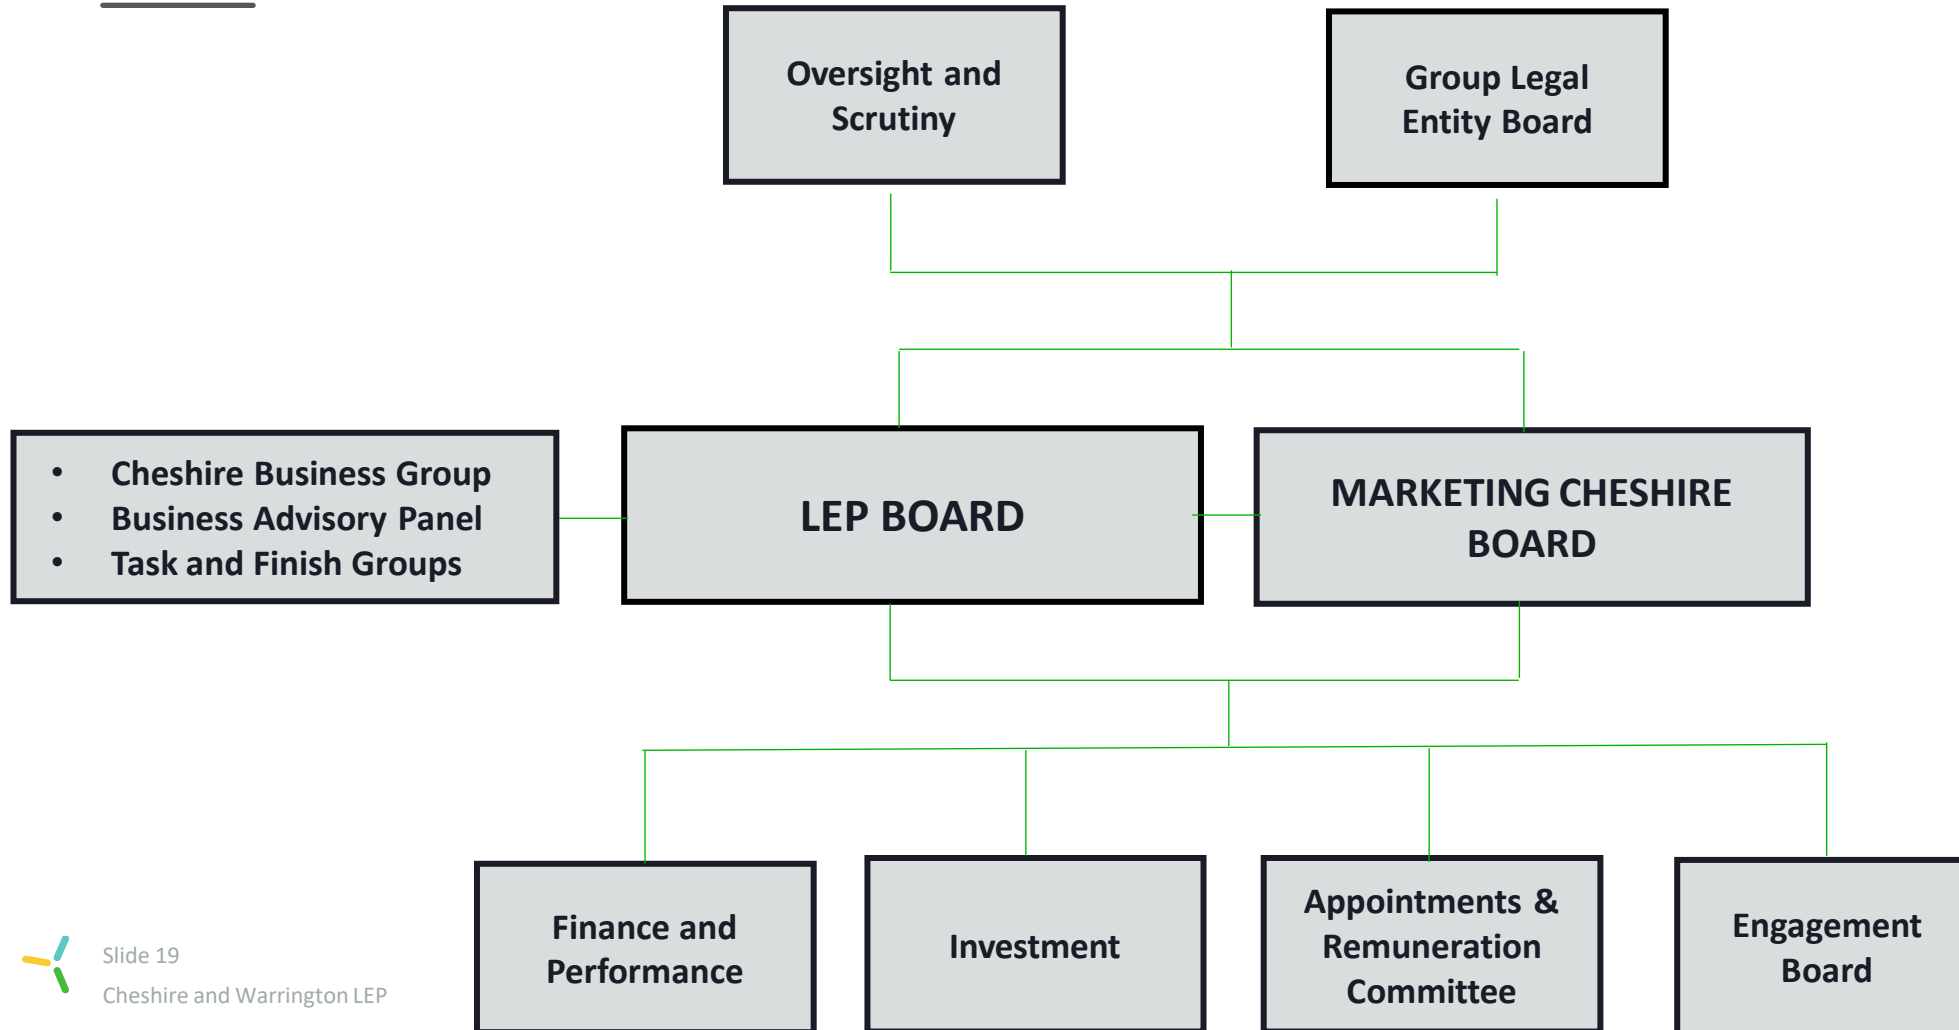 Oversight and
Scrutiny
Group Legal
Entity Board
• Cheshire Business Group
• Business Advisory Panel
• Task and Finish Groups
LEP BOARD
MARKETING CHESHIRE
BOARD
Finance and
Performance
Investment
Appointments &
Remuneration
Committee
Engagement
Board
Slide 19
Cheshire and Warrington LEP